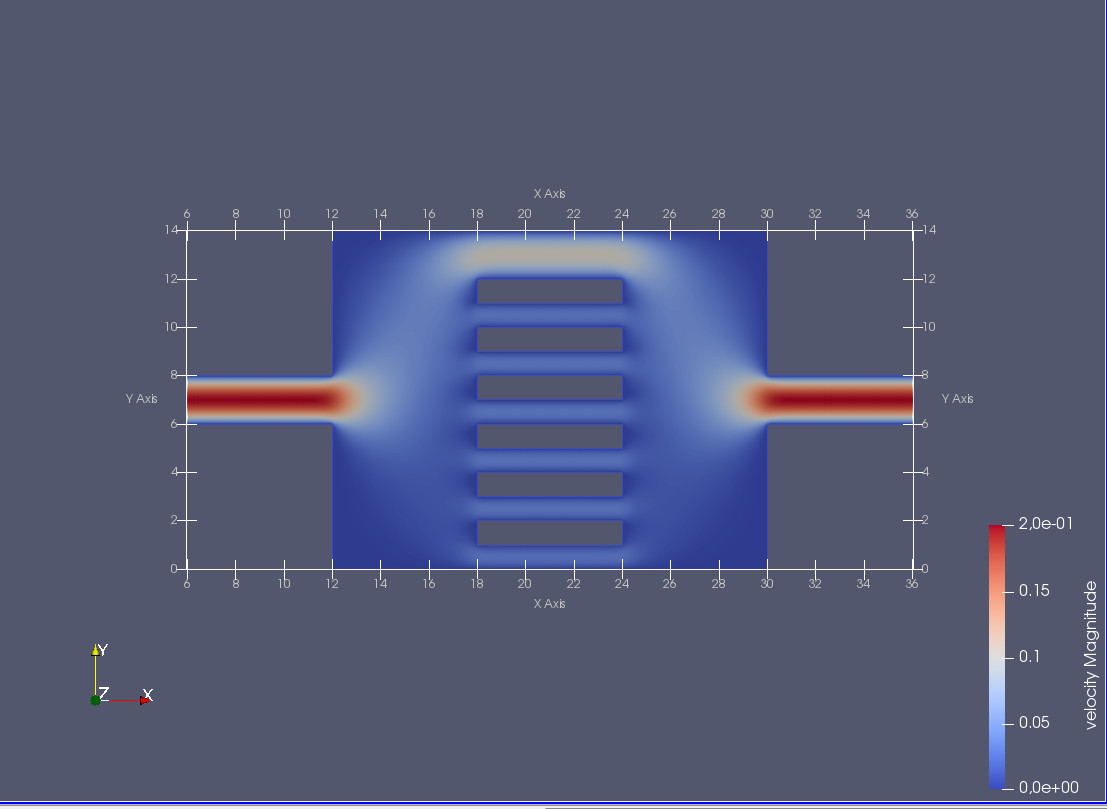 X Axis
6 8 10 12 14 16 18 20 22 24 26 28 30 32 34 36
14 14
12 12
10 10
8 8
Y Axis Y Axis
6 6
4 4
2 2
0 0
6 8 10 12 14 16 18 20 22 24 26 28 30 32 34 36
X Axis
2,0e-01
0.15
0.1
0.05
0,0e+00
velocity Magnitude
Y
Z X